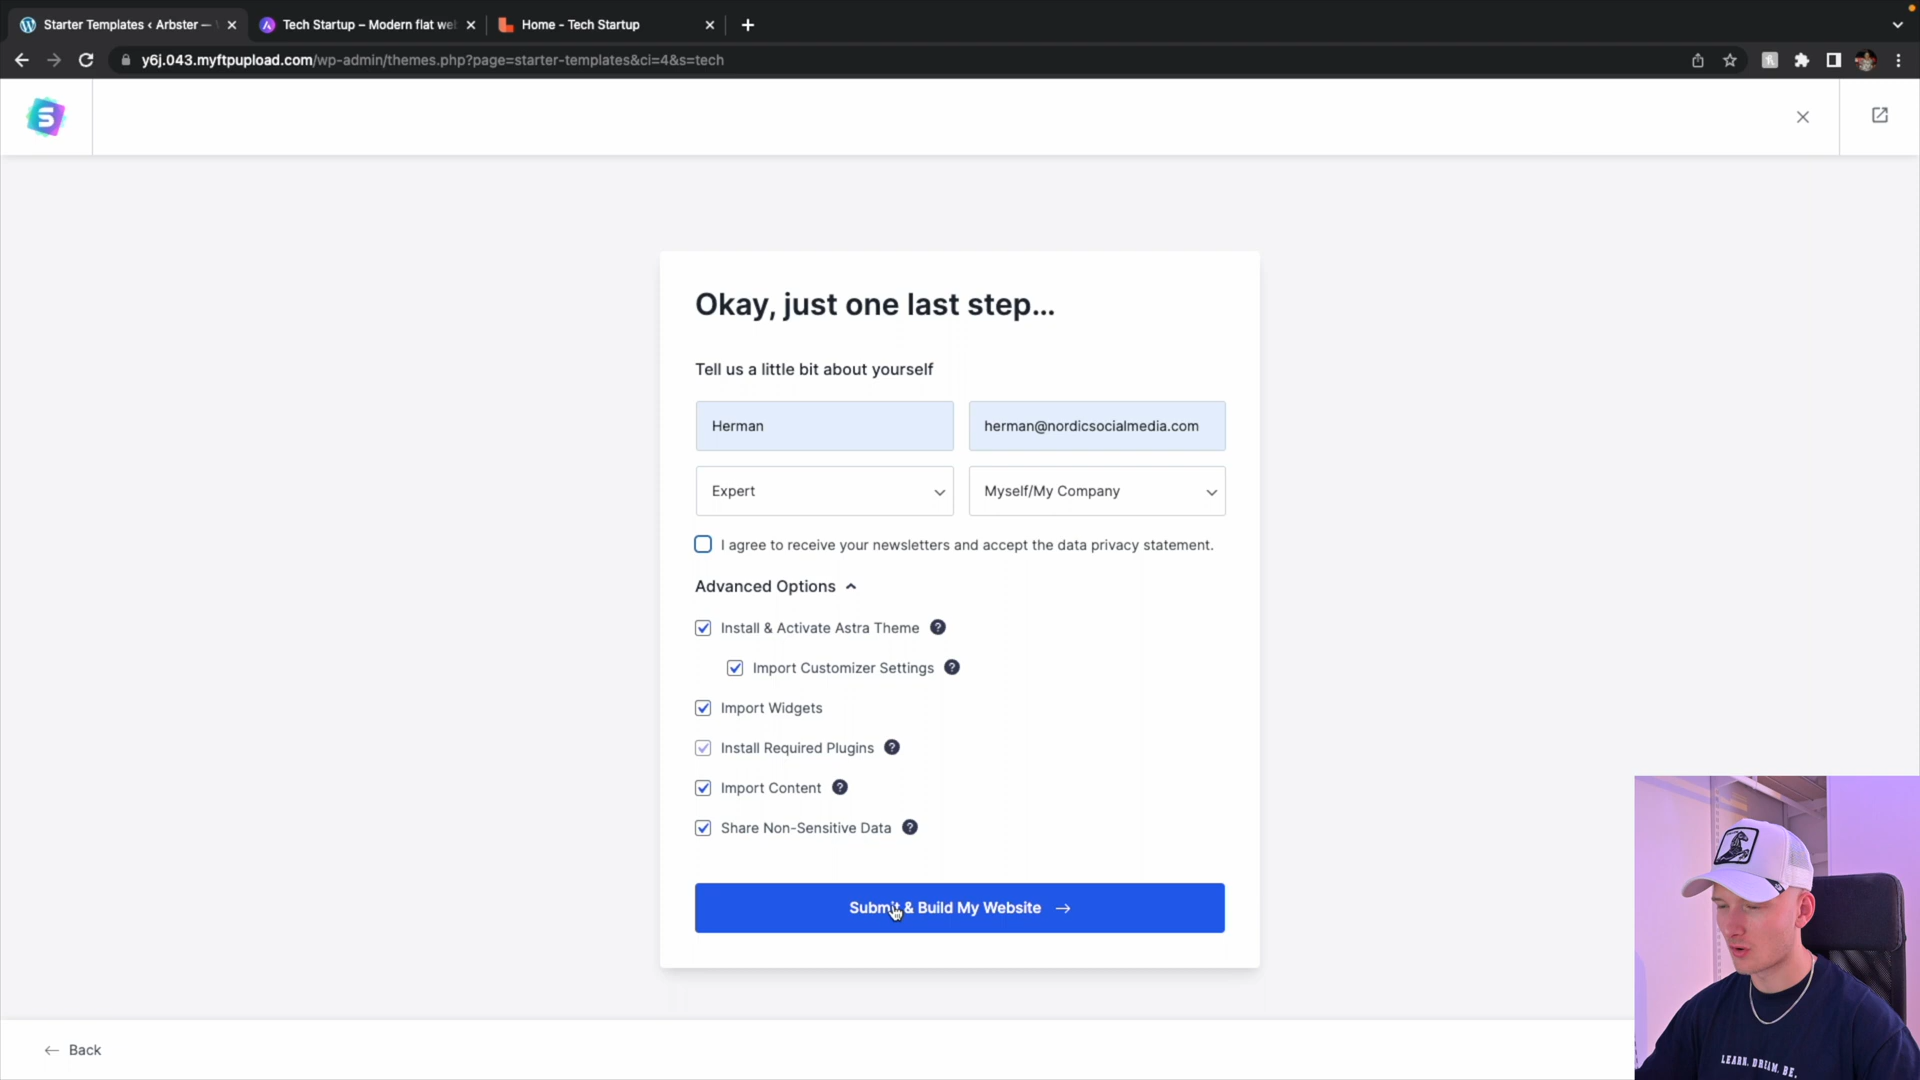 Starter Templates ‹ Arbster —
Tech Startup – Modern flat we
Home - Tech Startup
y6j.043.myftpupload.com/wp-admin/themes.php?page=starter-templates&ci=4&s=tech
S
Okay, just one last step...
Tell us a little bit about yourself
Herman
herman@nordicsocialmedia.com
Expert
Myself/My Company
I agree to receive your newsletters and accept the data privacy statement.
Advanced Options
Install & Activate Astra Theme ?
Import Customizer Settings ?
Import Widgets
Install Required Plugins ?
Import Content ?
Share Non-Sensitive Data ?
Submit & Build My Website →
← Back
LEARN. DREAM. BE.